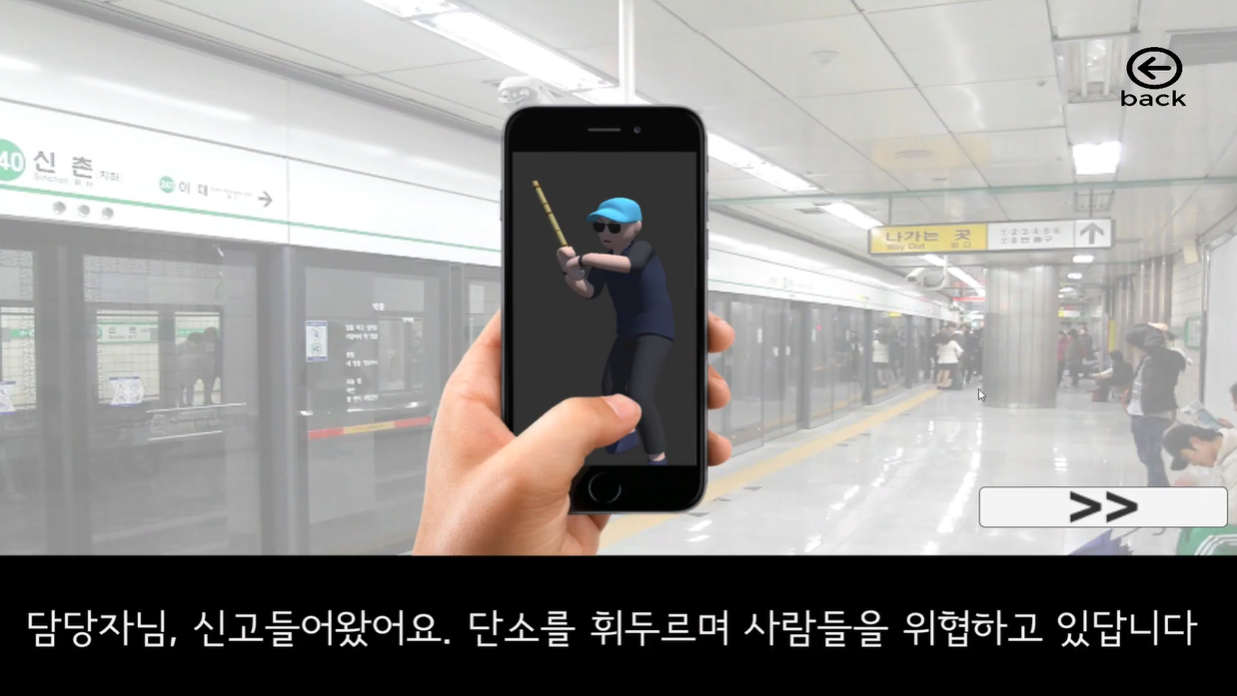 back
40 신촌
이대
나가는 곳
Way Out
>>
담당자님, 신고들어왔어요. 단소를 휘두르며 사람들을 위협하고 있답니다